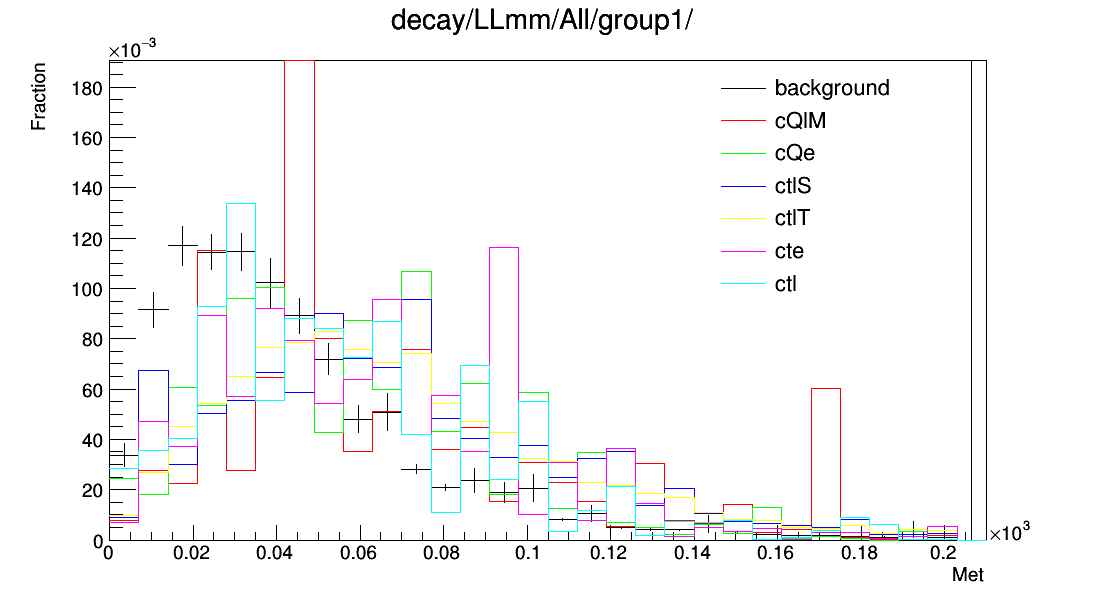 decay/LLmm/All/group1/
×10⁻³
Fraction
180
160
140
120
100
80
60
40
20
0
background
cQlM
cQe
ctlS
ctlT
cte
ctl
0 0.02 0.04 0.06 0.08 0.1 0.12 0.14 0.16 0.18 0.2
×10³
Met